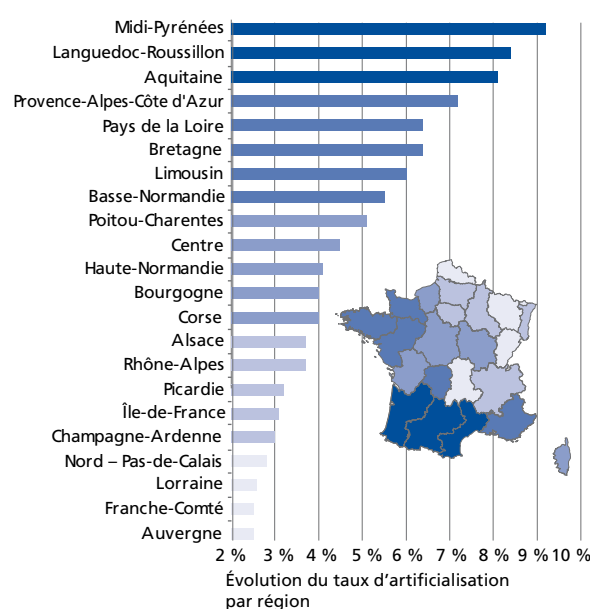 Midi-Pyrénées
Languedoc-Roussillon
Aquitaine
Provence-Alpes-Côte d'Azur
Pays de la Loire
Bretagne
Limousin
Basse-Normandie
Poitou-Charentes
Centre
Haute-Normandie
Bourgogne
Corse
Alsace
Rhône-Alpes
Picardie
Île-de-France
Champagne-Ardenne
Nord – Pas-de-Calais
Lorraine
Franche-Comté
Auvergne
2 % 3 % 4 % 5 % 6 % 7 % 8 % 9 % 10 %
Évolution du taux d’artificialisation
par région